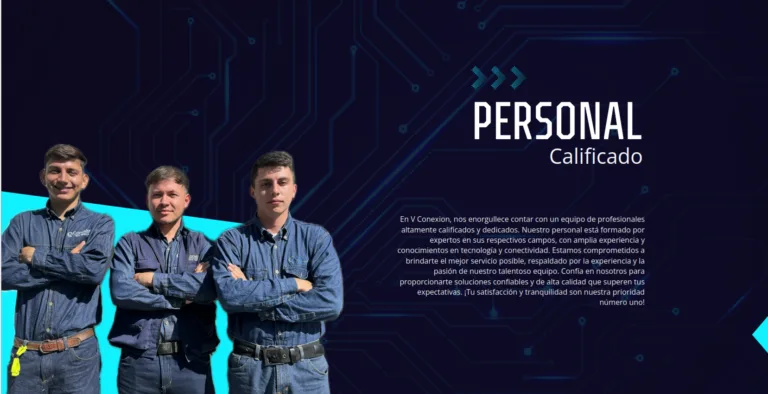 PERSONAL
Calificado
En V Conexion, nos enorgullece contar con un equipo de profesionales
altamente calificados y dedicados. Nuestro personal está formado por
expertos en sus respectivos campos, con amplia experiencia y
conocimientos en tecnología y conectividad. Estamos comprometidos a
brindarte el mejor servicio posible, respaldado por la experiencia y la
pasión de nuestro talentoso equipo. Confía en nosotros para
proporcionarte soluciones confiables y de alta calidad que superen tus
expectativas. ¡Tu satisfacción y tranquilidad son nuestra prioridad
número uno!